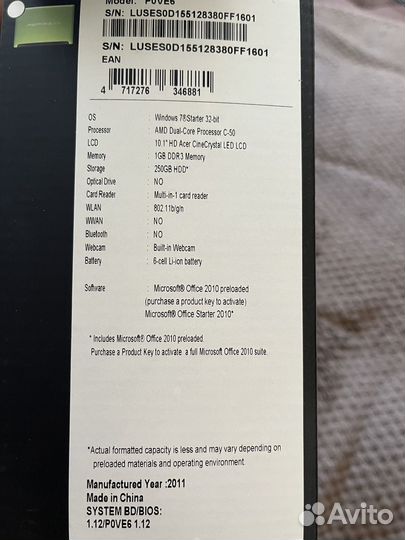 Model: P0VE6
S/N: LUSES0D155128380FF1601
S/N: LUSES0D155128380FF1601
EAN
4 717276 346881
OS : Windows 7®Starter 32-bit
Processor : AMD Dual-Core Processor C-50
LCD : 10.1" HD Acer CineCrystal LED LCD
Memory : 1GB DDR3 Memory
Storage : 250GB HDD*
Optical Drive : NO
Card Reader : Multi-in-1 card reader
WLAN : 802.11b/g/n
WWAN : NO
Bluetooth : NO
Webcam : Built-in Webcam
Battery : 6-cell Li-ion battery
Software : Microsoft® Office 2010 preloaded
(purchase a product key to activate)
Microsoft® Office Starter 2010*
* Includes Microsoft® Office 2010 preloaded.
Purchase a Product Key to activate a full Microsoft Office 2010 suite.
*Actual formatted capacity is less and may vary depending on
preloaded materials and operating environment.
Manufactured Year :2011
Made in China
SYSTEM BD/BIOS:
1.12/P0VE6 1.12
Avito